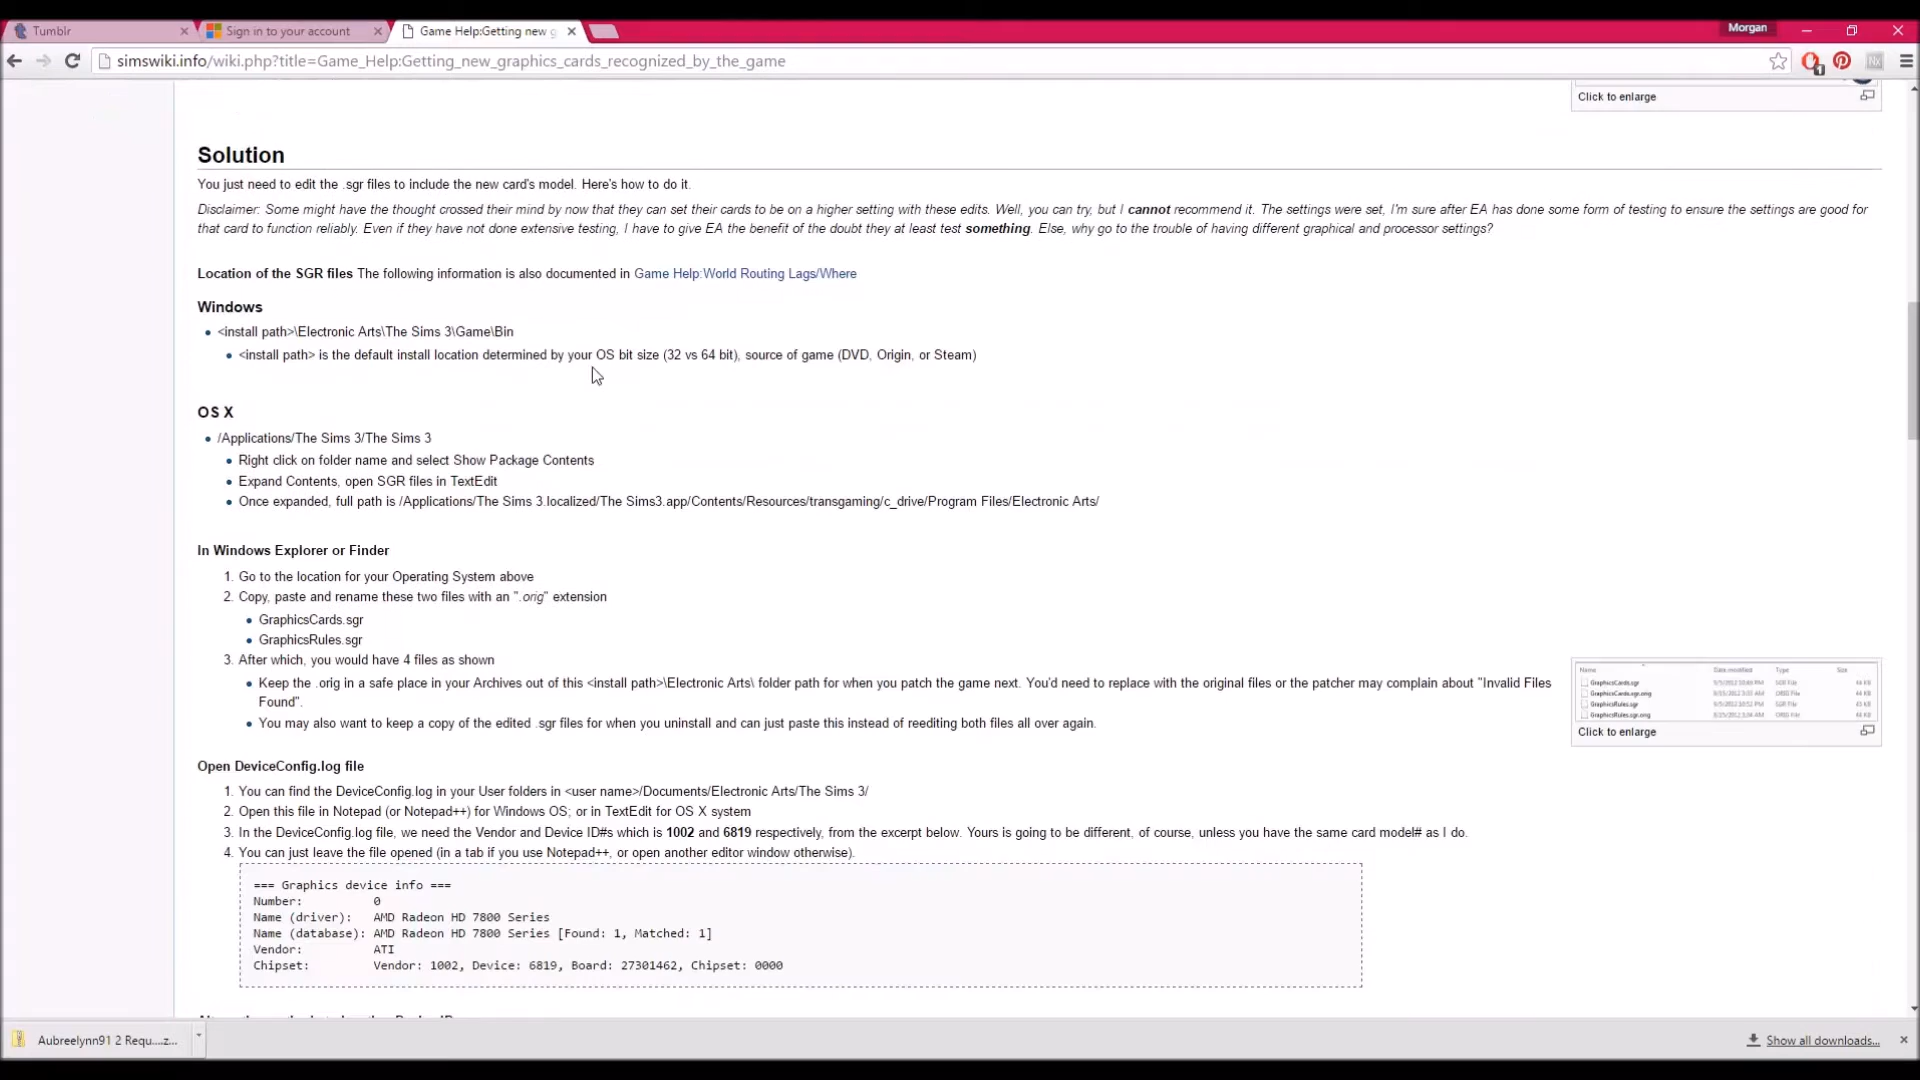 Tumblr
Sign in to your account
Game Help:Getting new g
Morgan
simswiki.info/wiki.php?title=Game_Help:Getting_new_graphics_cards_recognized_by_the_game
Click to enlarge
Solution
You just need to edit the .sgr files to include the new card's model. Here's how to do it.
Disclaimer: Some might have the thought crossed their mind by now that they can set their cards to be on a higher setting with these edits. Well, you can try, but I cannot recommend it. The settings were set, I'm sure after EA has done some form of testing to ensure the settings are good for
that card to function reliably. Even if they have not done extensive testing, I have to give EA the benefit of the doubt they at least test something. Else, why go to the trouble of having different graphical and processor settings?
Location of the SGR files The following information is also documented in Game Help:World Routing Lags/Where
Windows
<install path>\Electronic Arts\The Sims 3\Game\Bin
<install path> is the default install location determined by your OS bit size (32 vs 64 bit), source of game (DVD, Origin, or Steam)
OS X
/Applications/The Sims 3/The Sims 3
Right click on folder name and select Show Package Contents
Expand Contents, open SGR files in TextEdit
Once expanded, full path is /Applications/The Sims 3.localized/The Sims3.app/Contents/Resources/transgaming/c_drive/Program Files/Electronic Arts/
In Windows Explorer or Finder
1. Go to the location for your Operating System above
2. Copy, paste and rename these two files with an ".orig" extension
GraphicsCards.sgr
GraphicsRules.sgr
3. After which, you would have 4 files as shown
Keep the .orig in a safe place in your Archives out of this <install path>\Electronic Arts\ folder path for when you patch the game next. You'd need to replace with the original files or the patcher may complain about "Invalid Files
Found".
You may also want to keep a copy of the edited .sgr files for when you uninstall and can just paste this instead of reediting both files all over again.
Name Date modified Type Size
GraphicsCards.sgr
GraphicsCards.sgr.orig
GraphicsRules.sgr
GraphicsRules.sgr.orig
Click to enlarge
Open DeviceConfig.log file
1. You can find the DeviceConfig.log in your User folders in <user name>/Documents/Electronic Arts/The Sims 3/
2. Open this file in Notepad (or Notepad++) for Windows OS; or in TextEdit for OS X system
3. In the DeviceConfig.log file, we need the Vendor and Device ID#s which is 1002 and 6819 respectively, from the excerpt below. Yours is going to be different, of course, unless you have the same card model# as I do.
4. You can just leave the file opened (in a tab if you use Notepad++, or open another editor window otherwise).
=== Graphics device info ===
Number: 0
Name (driver): AMD Radeon HD 7800 Series
Name (database): AMD Radeon HD 7800 Series [Found: 1, Matched: 1]
Vendor: ATI
Chipset: Vendor: 1002, Device: 6819, Board: 27301462, Chipset: 0000
Aubreelynn91 2 Requ....z...
Show all downloads...